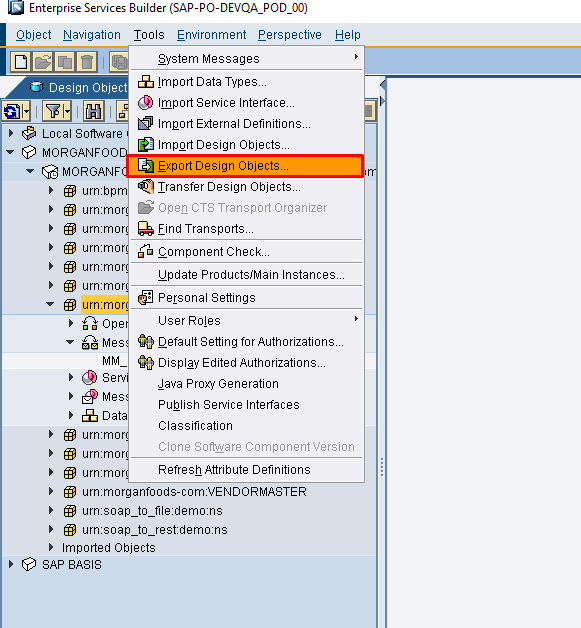 Enterprise Services Builder (SAP-PO-DEVQA_POD_00)
Object Navigation Tools Environment Perspective Help
System Messages
Import Data Types...
Import Service Interface...
Import External Definitions...
Import Design Objects...
Export Design Objects...
Transfer Design Objects...
Open CTS Transport Organizer
Find Transports...
Component Check...
Update Products/Main Instances...
Personal Settings
User Roles
Default Setting for Authorizations...
Display Edited Authorizations...
Java Proxy Generation
Publish Service Interfaces
Classification
Clone Software Component Version
Refresh Attribute Definitions
Design Object
Local Software C
MORGANFOOD
MORGANFO
om
urn:bpm
urn:morg
urn:morg
urn:morg
urn:morg
urn:morg
urn:morg
Oper
Mess
MM_
Servi
Mess
Data
urn:morg
urn:morg
urn:morg
urn:morganfoods-com:VENDORMASTER
urn:soap_to_file:demo:ns
urn:soap_to_rest:demo:ns
Imported Objects
SAP BASIS